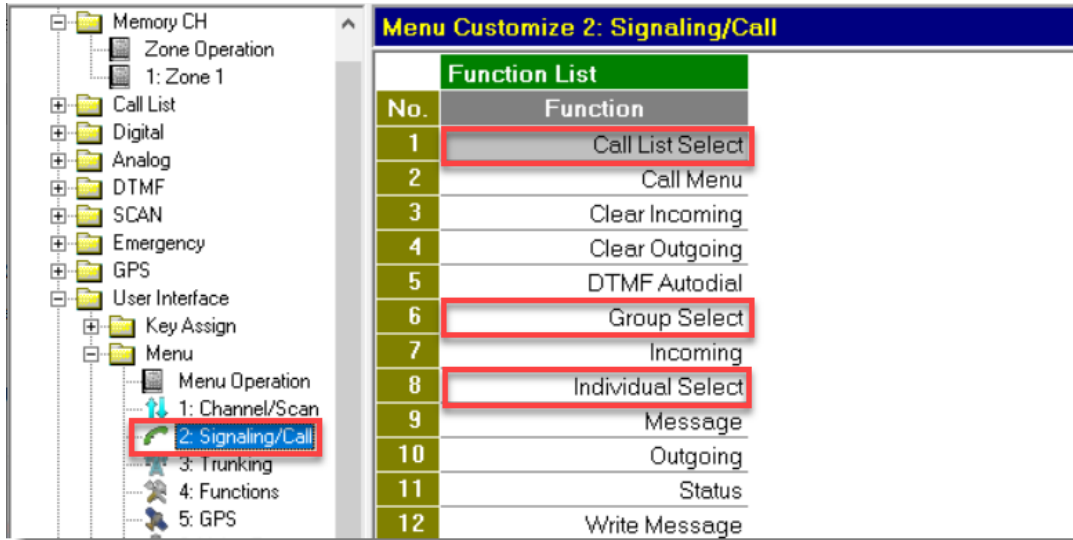 Memory CH
Zone Operation
1: Zone 1
Call List
Digital
Analog
DTMF
SCAN
Emergency
GPS
User Interface
Key Assign
Menu
Menu Operation
1: Channel/Scan
2: Signaling/Call
3: Trunking
4: Functions
5: GPS
Menu Customize 2: Signaling/Call
Function List
No. Function
1 Call List Select
2 Call Menu
3 Clear Incoming
4 Clear Outgoing
5 DTMF Autodial
6 Group Select
7 Incoming
8 Individual Select
9 Message
10 Outgoing
11 Status
12 Write Message